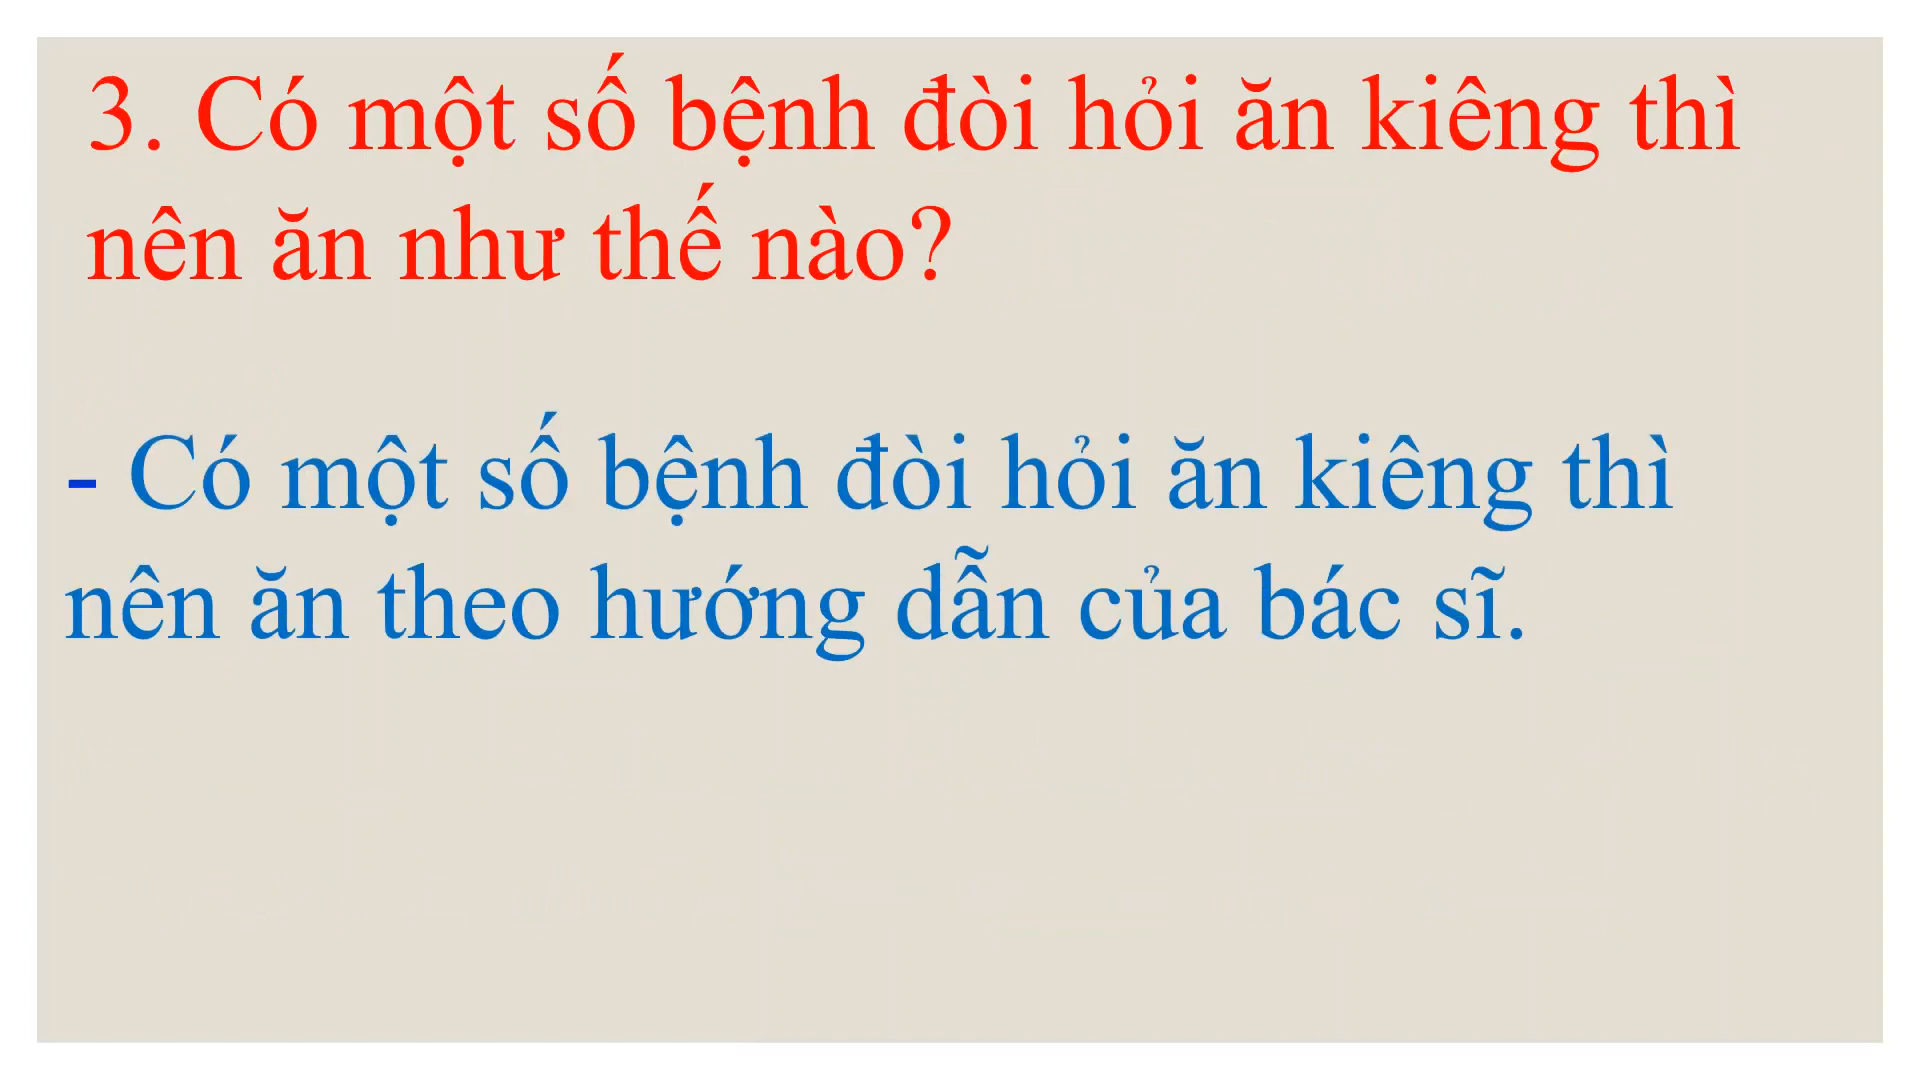 3. Có một số bệnh đòi hỏi ăn kiêng thì
nên ăn như thế nào?
- Có một số bệnh đòi hỏi ăn kiêng thì
nên ăn theo hướng dẫn của bác sĩ.